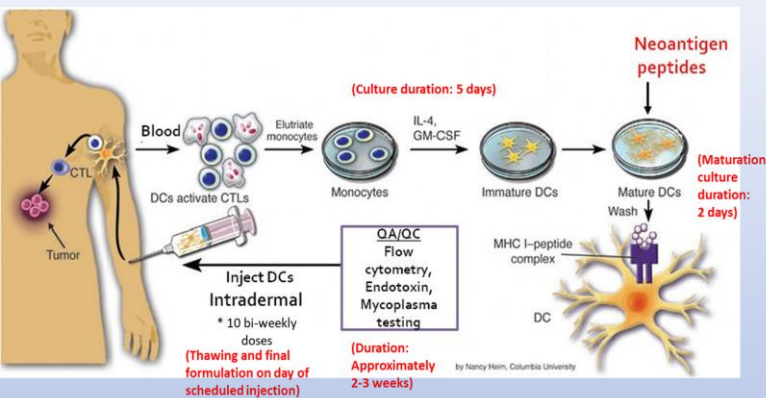 Neoantigen
peptides
(Culture duration: 5 days)
Blood
Elutriate
monocytes
IL-4,
GM-CSF
CTL
DCs activate CTLs
Monocytes
Immature DCs
Mature DCs
(Maturation
culture
duration:
2 days)
Wash
Tumor
MHC I–peptide
complex
DC
QA/QC
Flow
cytometry,
Endotoxin,
Mycoplasma
testing
Inject DCs
Intradermal
* 10 bi-weekly
doses
(Thawing and final
formulation on day of
scheduled injection)
(Duration:
Approximately
2-3 weeks)
by Nancy Heim, Columbia University